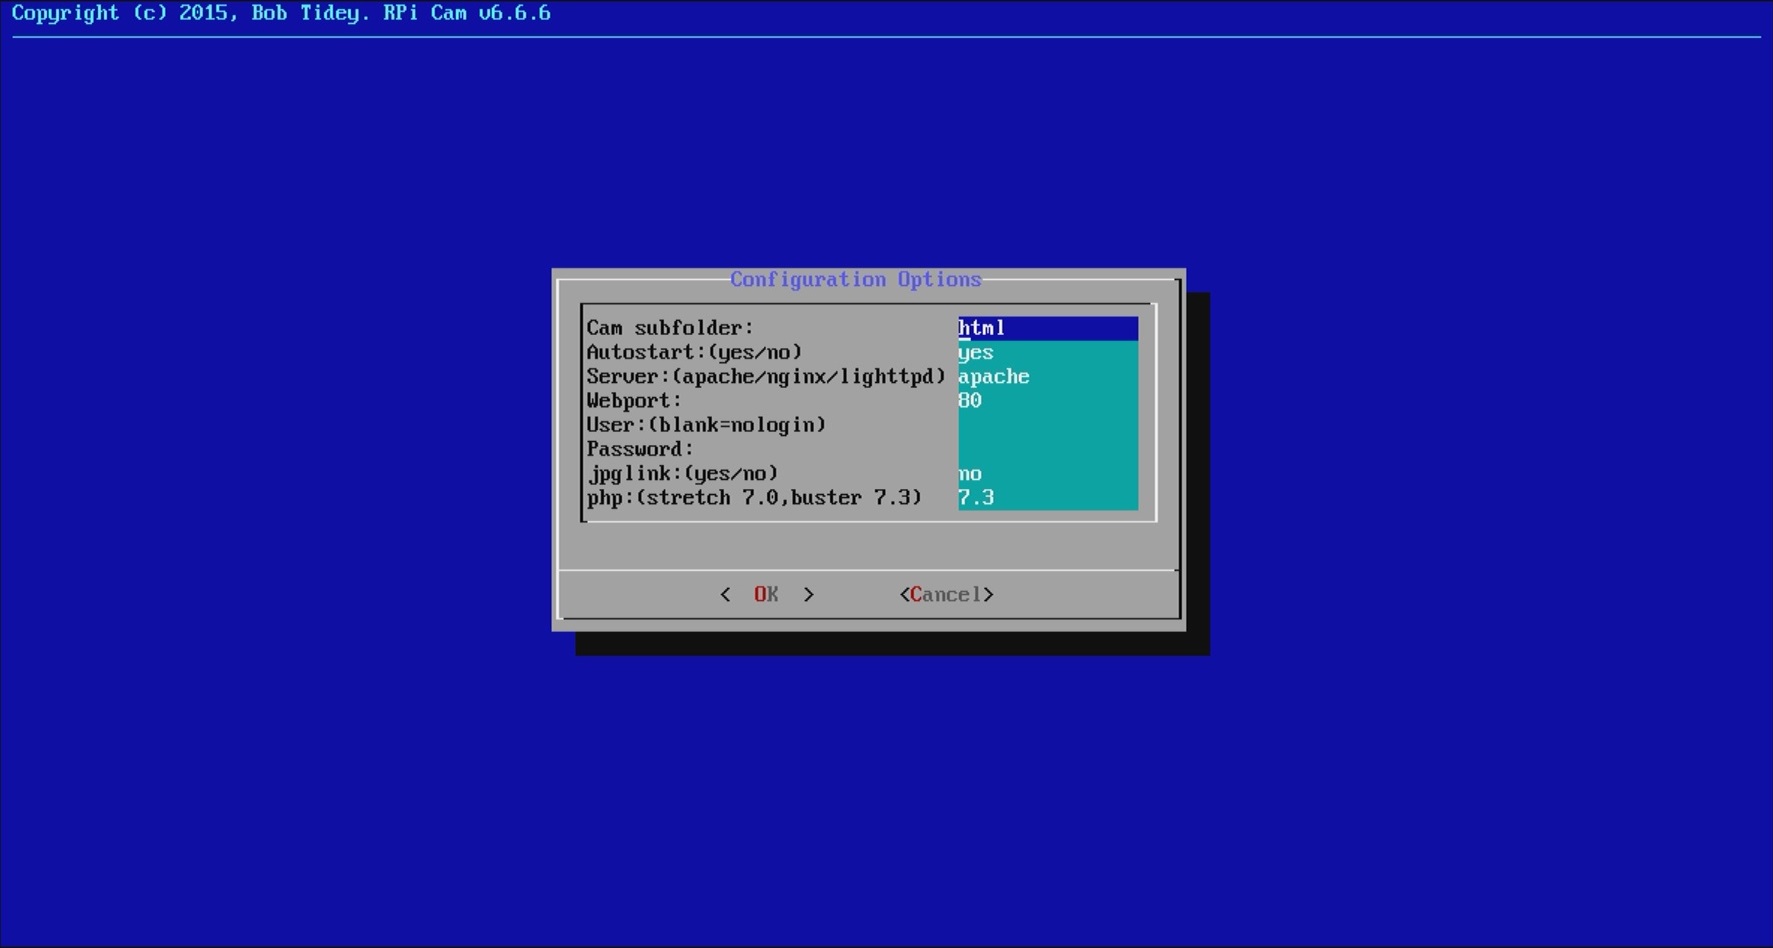 Copyright (c) 2015, Bob Tidey. RPi Cam v6.6.6
Configuration Options
Cam subfolder: html
Autostart:(yes/no) yes
Server:(apache/nginx/lighttpd) apache
Webport: 80
User:(blank=nologin)
Password:
jpglink:(yes/no) no
php:(stretch 7.0,buster 7.3) 7.3
< OK > <Cancel>